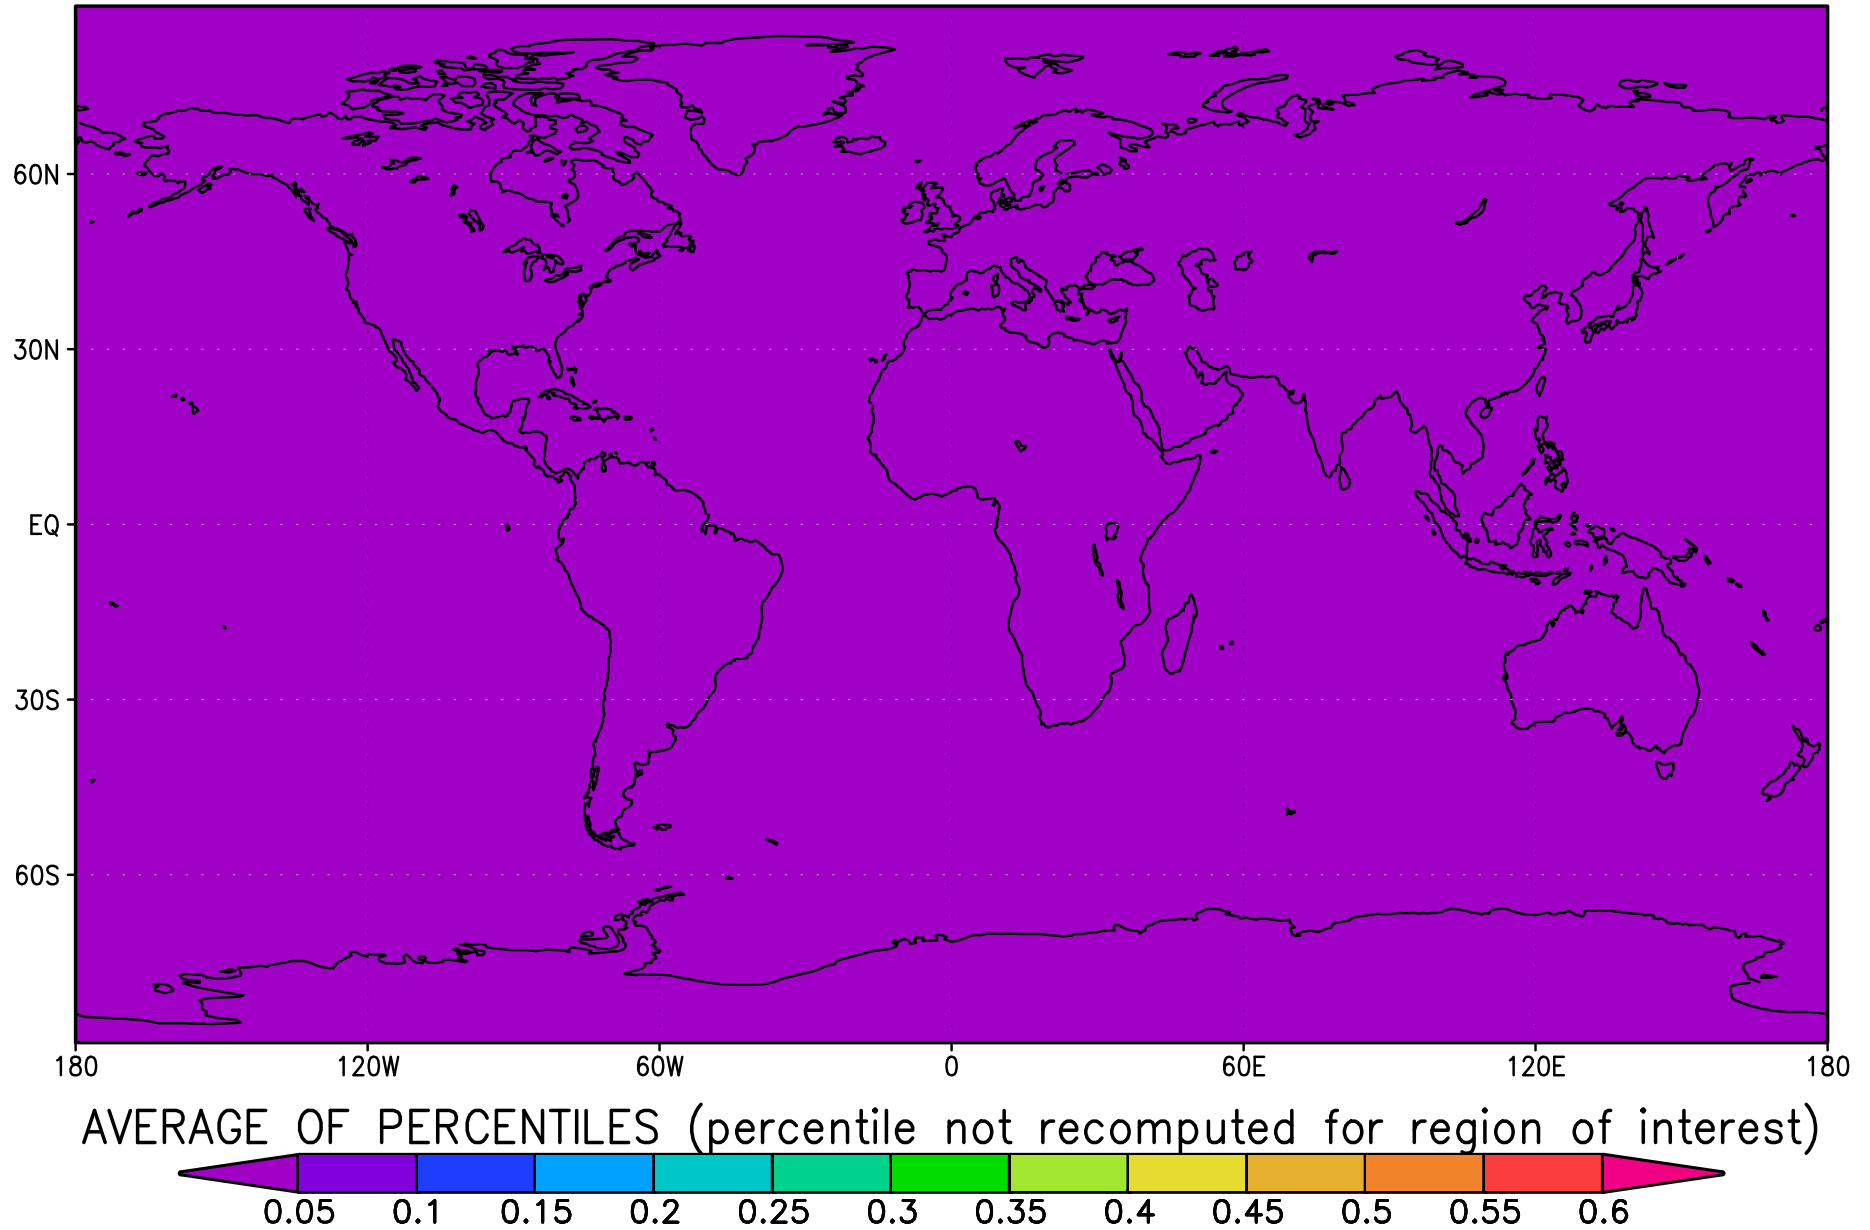 60N
30N
EQ
30S
60S
180 120W 60W 0 60E 120E 180
AVERAGE OF PERCENTILES (percentile not recomputed for region of interest)
0.05 0.1 0.15 0.2 0.25 0.3 0.35 0.4 0.45 0.5 0.55 0.6